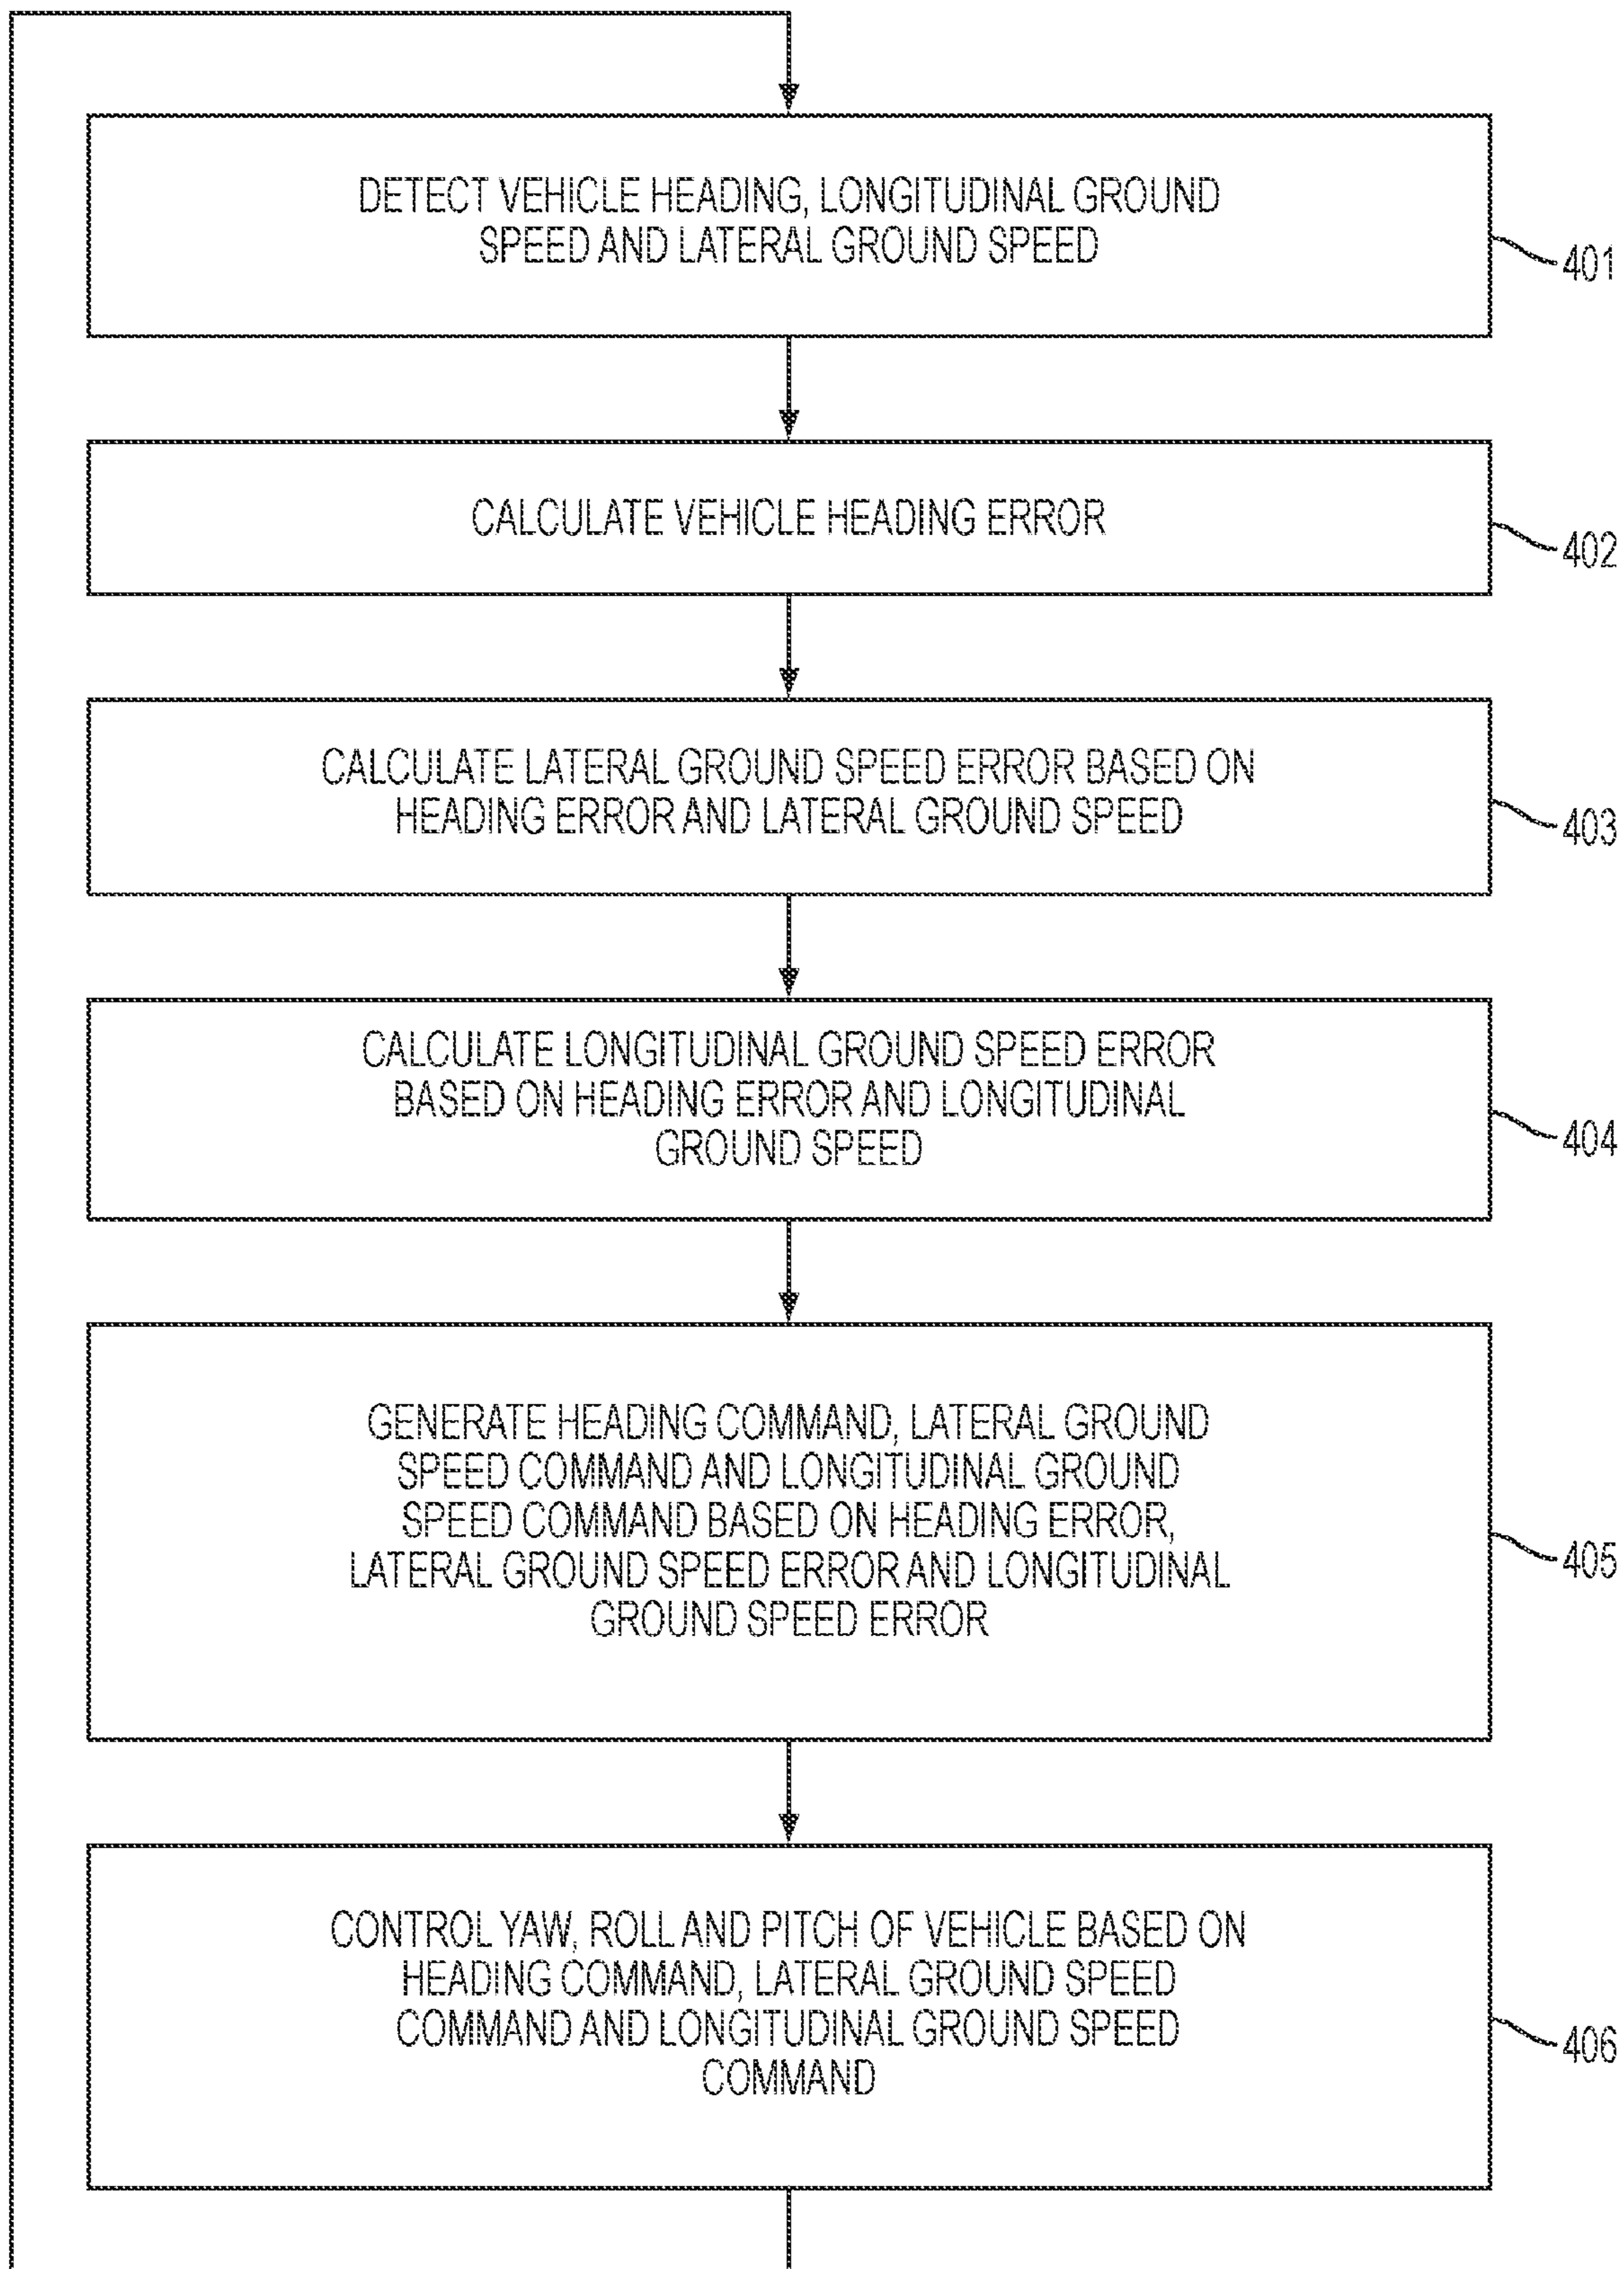 DETECT VEHICLE HEADING, LONGITUDINAL GROUND
SPEED AND LATERAL GROUND SPEED
401
CALCULATE VEHICLE HEADING ERROR
402
CALCULATE LATERAL GROUND SPEED ERROR BASED ON
HEADING ERROR AND LATERAL GROUND SPEED
403
CALCULATE LONGITUDINAL GROUND SPEED ERROR
BASED ON HEADING ERROR AND LONGITUDINAL
GROUND SPEED
404
GENERATE HEADING COMMAND, LATERAL GROUND
SPEED COMMAND AND LONGITUDINAL GROUND
SPEED COMMAND BASED ON HEADING ERROR,
LATERAL GROUND SPEED ERROR AND LONGITUDINAL
GROUND SPEED ERROR
405
CONTROL YAW, ROLL AND PITCH OF VEHICLE BASED ON
HEADING COMMAND, LATERAL GROUND SPEED
COMMAND AND LONGITUDINAL GROUND SPEED
COMMAND
406